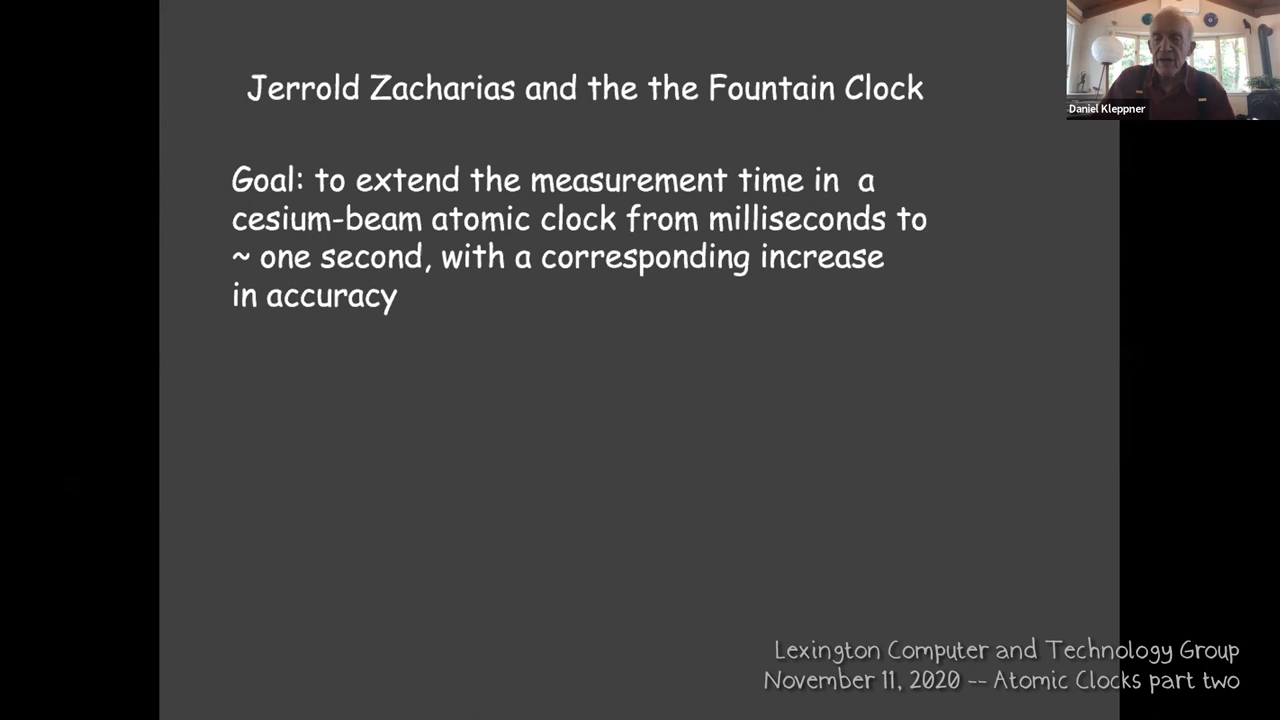 Jerrold Zacharias and the the Fountain Clock
Daniel Kleppner
Goal: to extend the measurement time in a
cesium-beam atomic clock from milliseconds to
~ one second, with a corresponding increase
in accuracy
Lexington Computer and Technology Group
November 11, 2020 -- Atomic Clocks part two